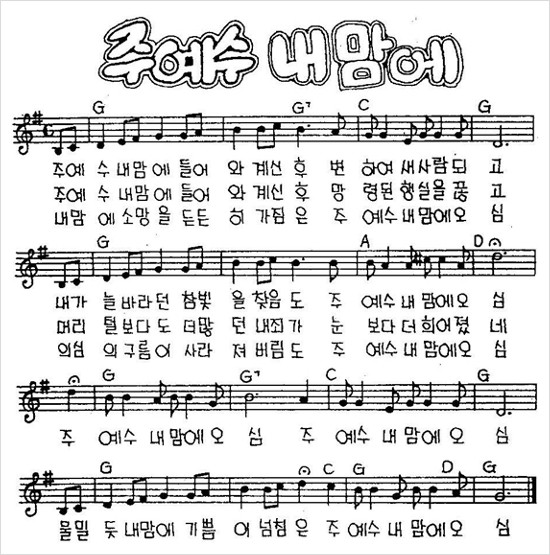 주예수 내맘에
G G7 C G
주예 수 내맘에 들어 와 계신 후 변 하여 새사람 되 고
주예 수 내맘에 들어 와 계신 후 망 령된 행실을 끊 고
내맘 에 소망을 든든 히 가짐 은 주 예수 내 맘에 오 심
G A D
내가 늘 바라던 참빛 을 찾음 도 주 예수 내 맘에 오 심
머리 털보다도 더많 던 내죄 가 눈 보다 더 희어 졌 네
의심 의 구름이 사라 져 버림 도 주 예수 내 맘에 오 심
G G7 C G
주 예수 내 맘에 오 심 주 예수 내 맘에 오 심
G C G D G
물밀 듯 내맘에 기쁨 이 넘침 은 주 예수 내 맘에 오 심